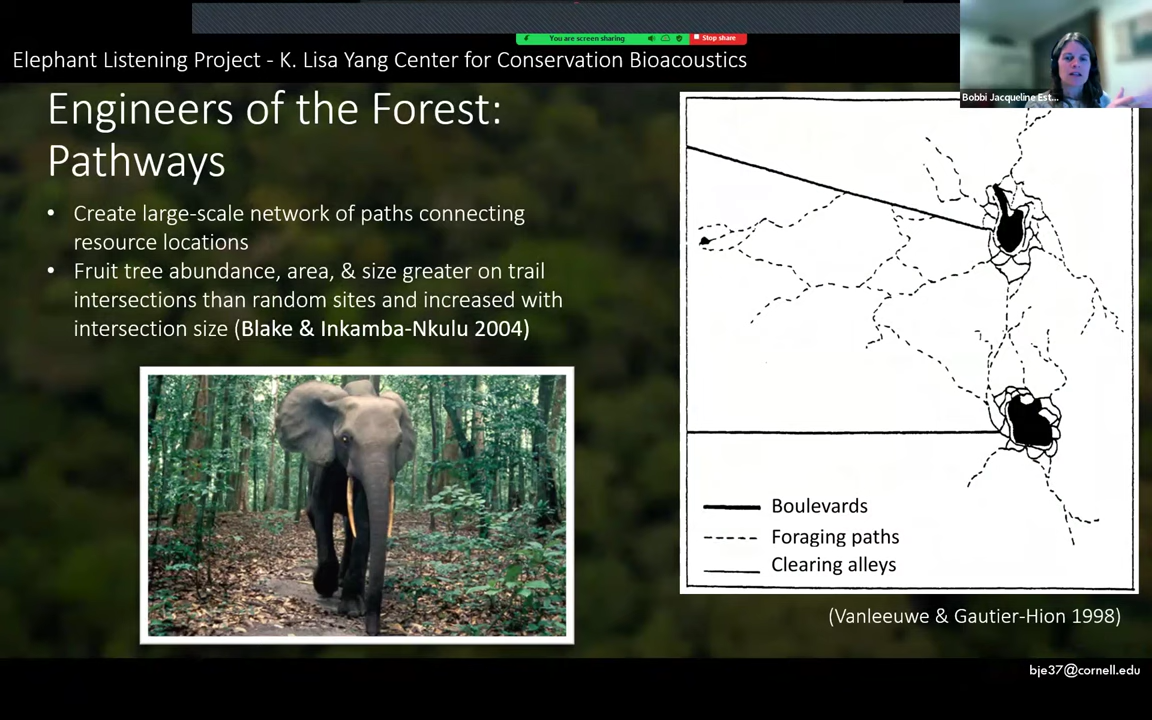 You are screen sharing
Stop share
Elephant Listening Project - K. Lisa Yang Center for Conservation Bioacoustics
Bobbi Jacqueline Est...
Engineers of the Forest:
Pathways
• Create large-scale network of paths connecting
resource locations
• Fruit tree abundance, area, & size greater on trail
intersections than random sites and increased with
intersection size (Blake & Inkamba-Nkulu 2004)
Boulevards
Foraging paths
Clearing alleys
(Vanleeuwe & Gautier-Hion 1998)
bje37@cornell.edu